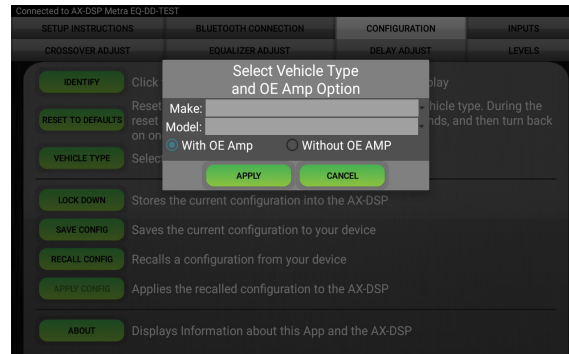 Connected to AX-DSP Metra EQ-DD-TEST
SETUP INSTRUCTIONS BLUETOOTH CONNECTION CONFIGURATION INPUTS
CROSSOVER ADJUST EQUALIZER ADJUST DELAY ADJUST LEVELS
Select Vehicle Type
and OE Amp Option
Make:
Model:
With OE Amp Without OE AMP
APPLY CANCEL
IDENTIFY Click
RESET TO DEFAULTS Reset hicle type. During the
reset nds, and then turn back
on on
VEHICLE TYPE Select
LOCK DOWN Stores the current configuration into the AX-DSP
SAVE CONFIG Saves the current configuration to your device
RECALL CONFIG Recalls a configuration from your device
APPLY CONFIG Applies the recalled configuration to the AX-DSP
ABOUT Displays Information about this App and the AX-DSP